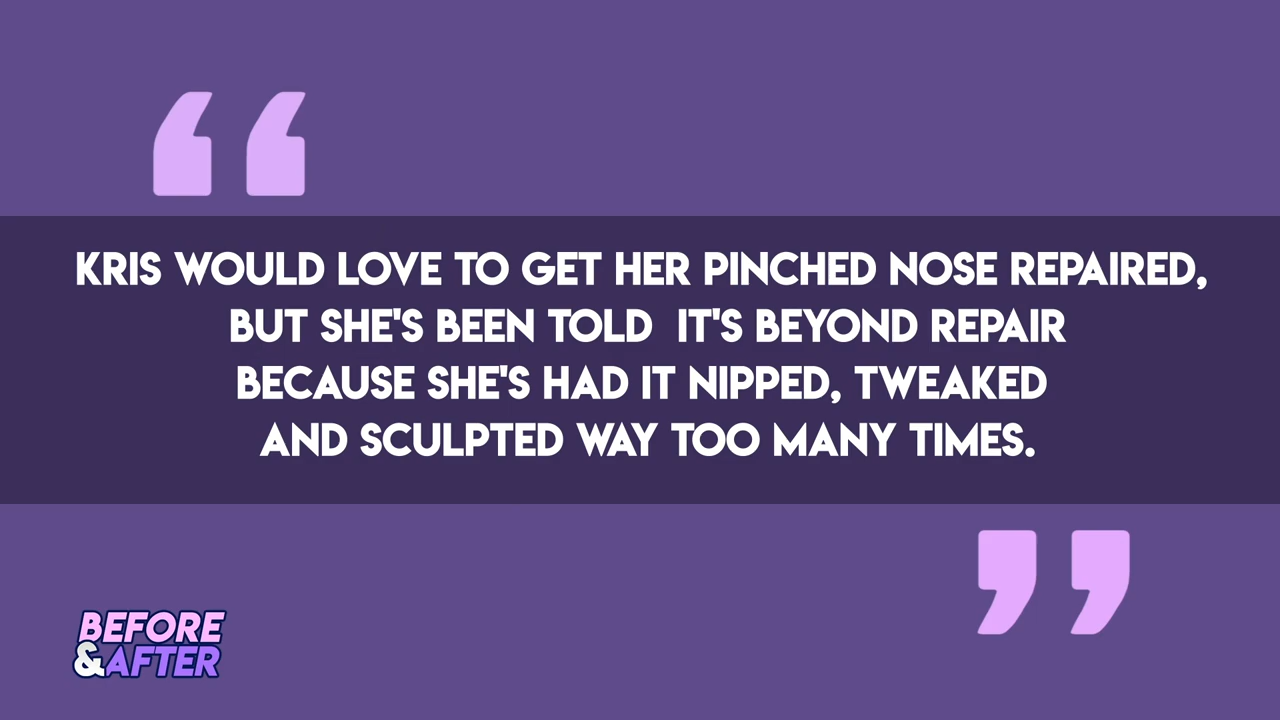 “
KRIS WOULD LOVE TO GET HER PINCHED NOSE REPAIRED,
BUT SHE'S BEEN TOLD  IT'S BEYOND REPAIR
BECAUSE SHE'S HAD IT NIPPED, TWEAKED
AND SCULPTED WAY TOO MANY TIMES.
”
BEFORE
&AFTER